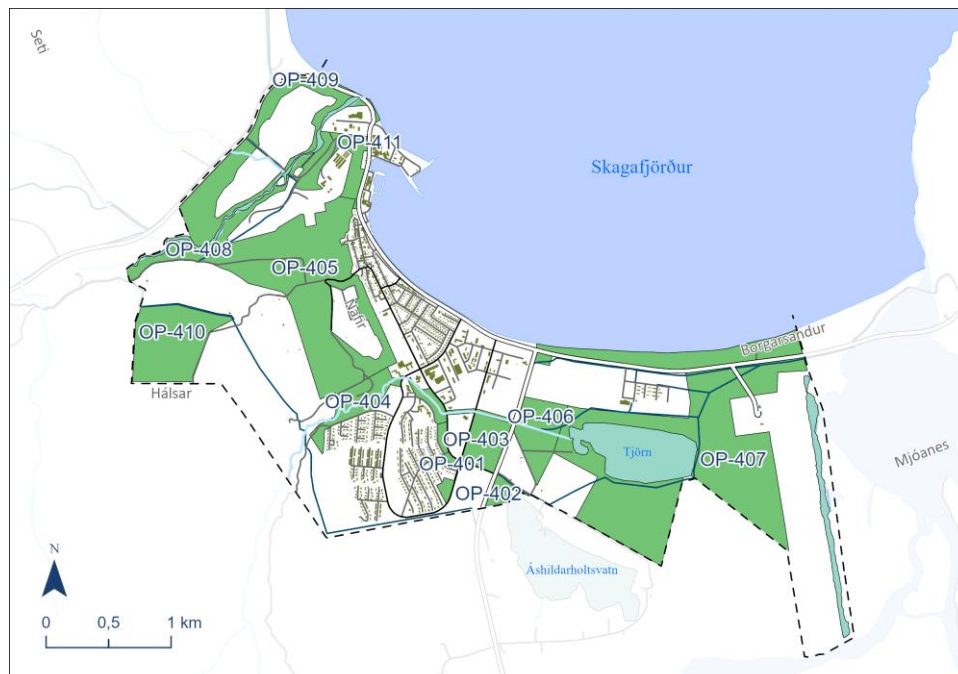 Seti
OP-409
OP-411
Skagafjörður
OP-408
OP-405
Nafir
OP-410
Borgarsandur
Hálsar
OP-404
OP-406
OP-403
Tjörn
OP-407
OP-401
Mjóanes
OP-402
Áshildarholtsvatn
N
0 0,5 1 km